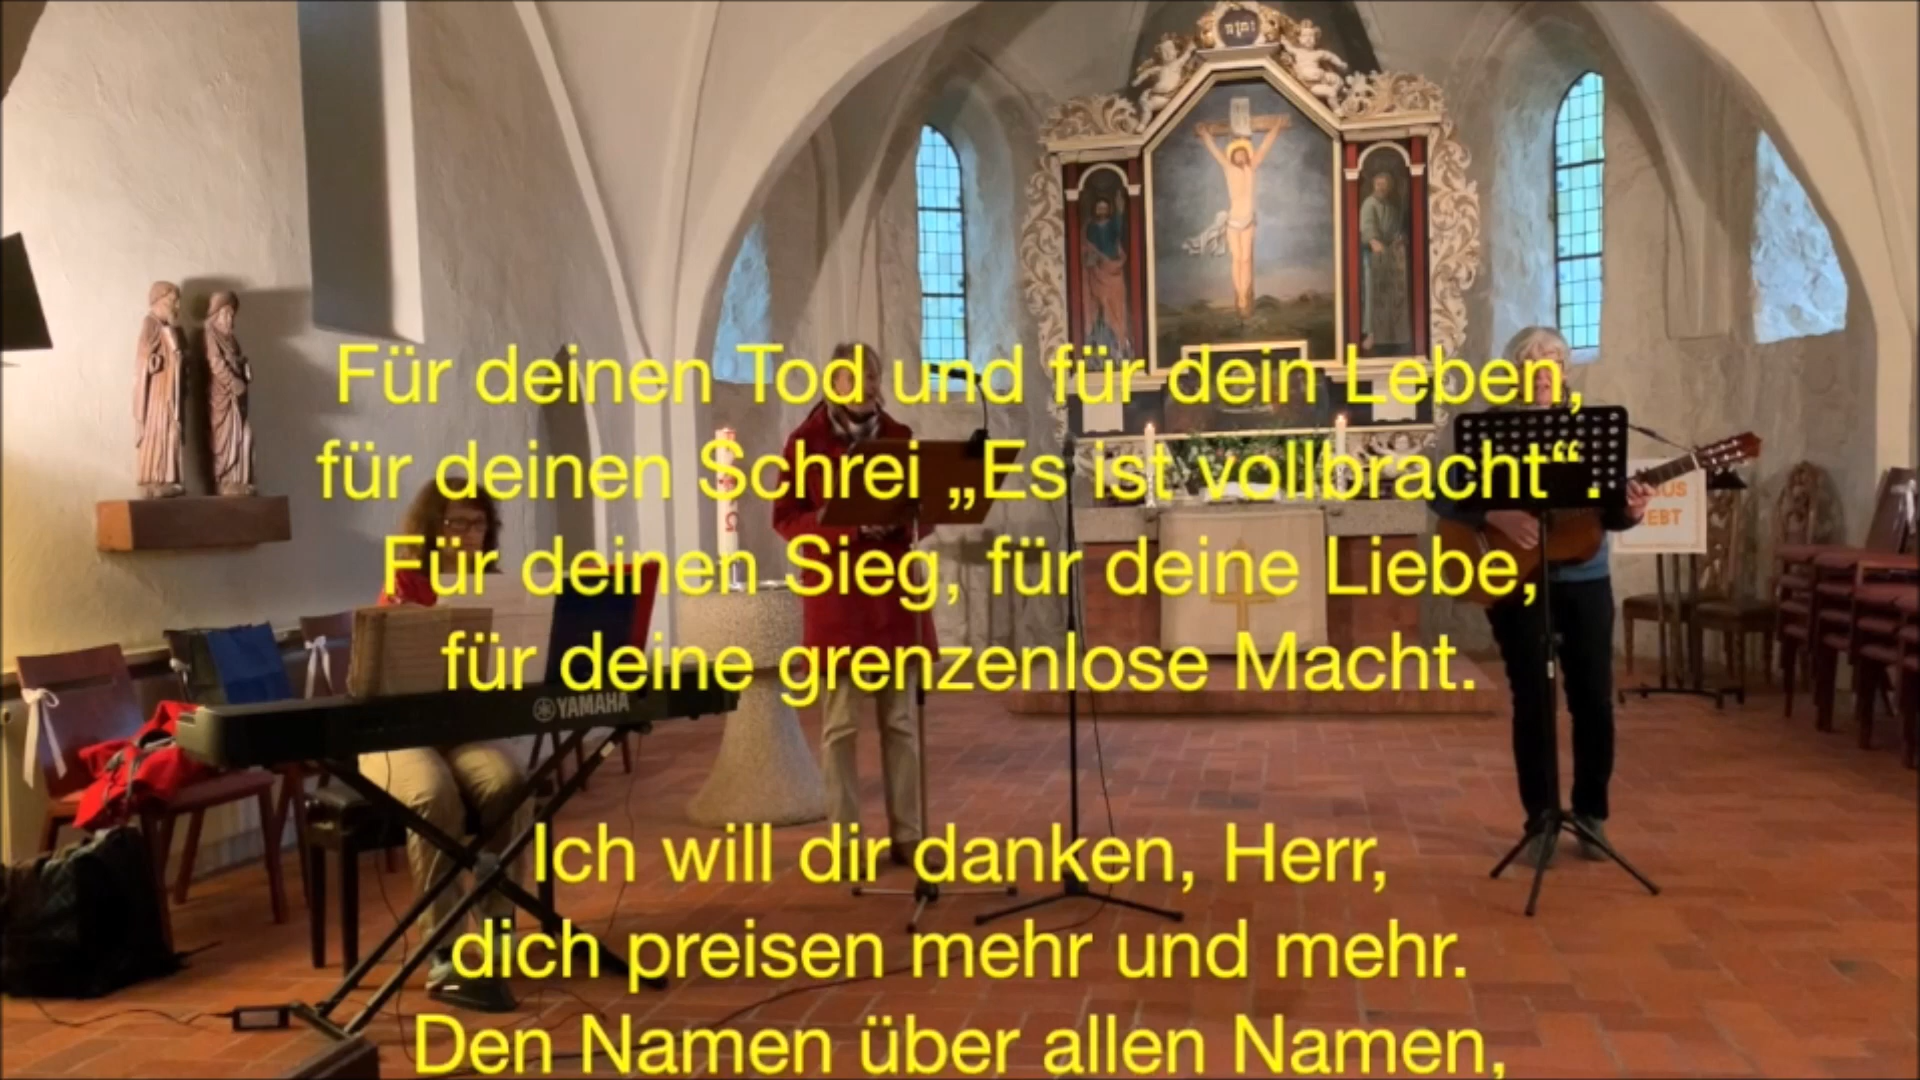 Für deinen Tod und für dein Leben,
für deinen Schrei „Es ist vollbracht“.
Für deinen Sieg, für deine Liebe,
für deine grenzenlose Macht.
Ich will dir danken, Herr,
dich preisen mehr und mehr.
Den Namen über allen Namen,
YAMAHA